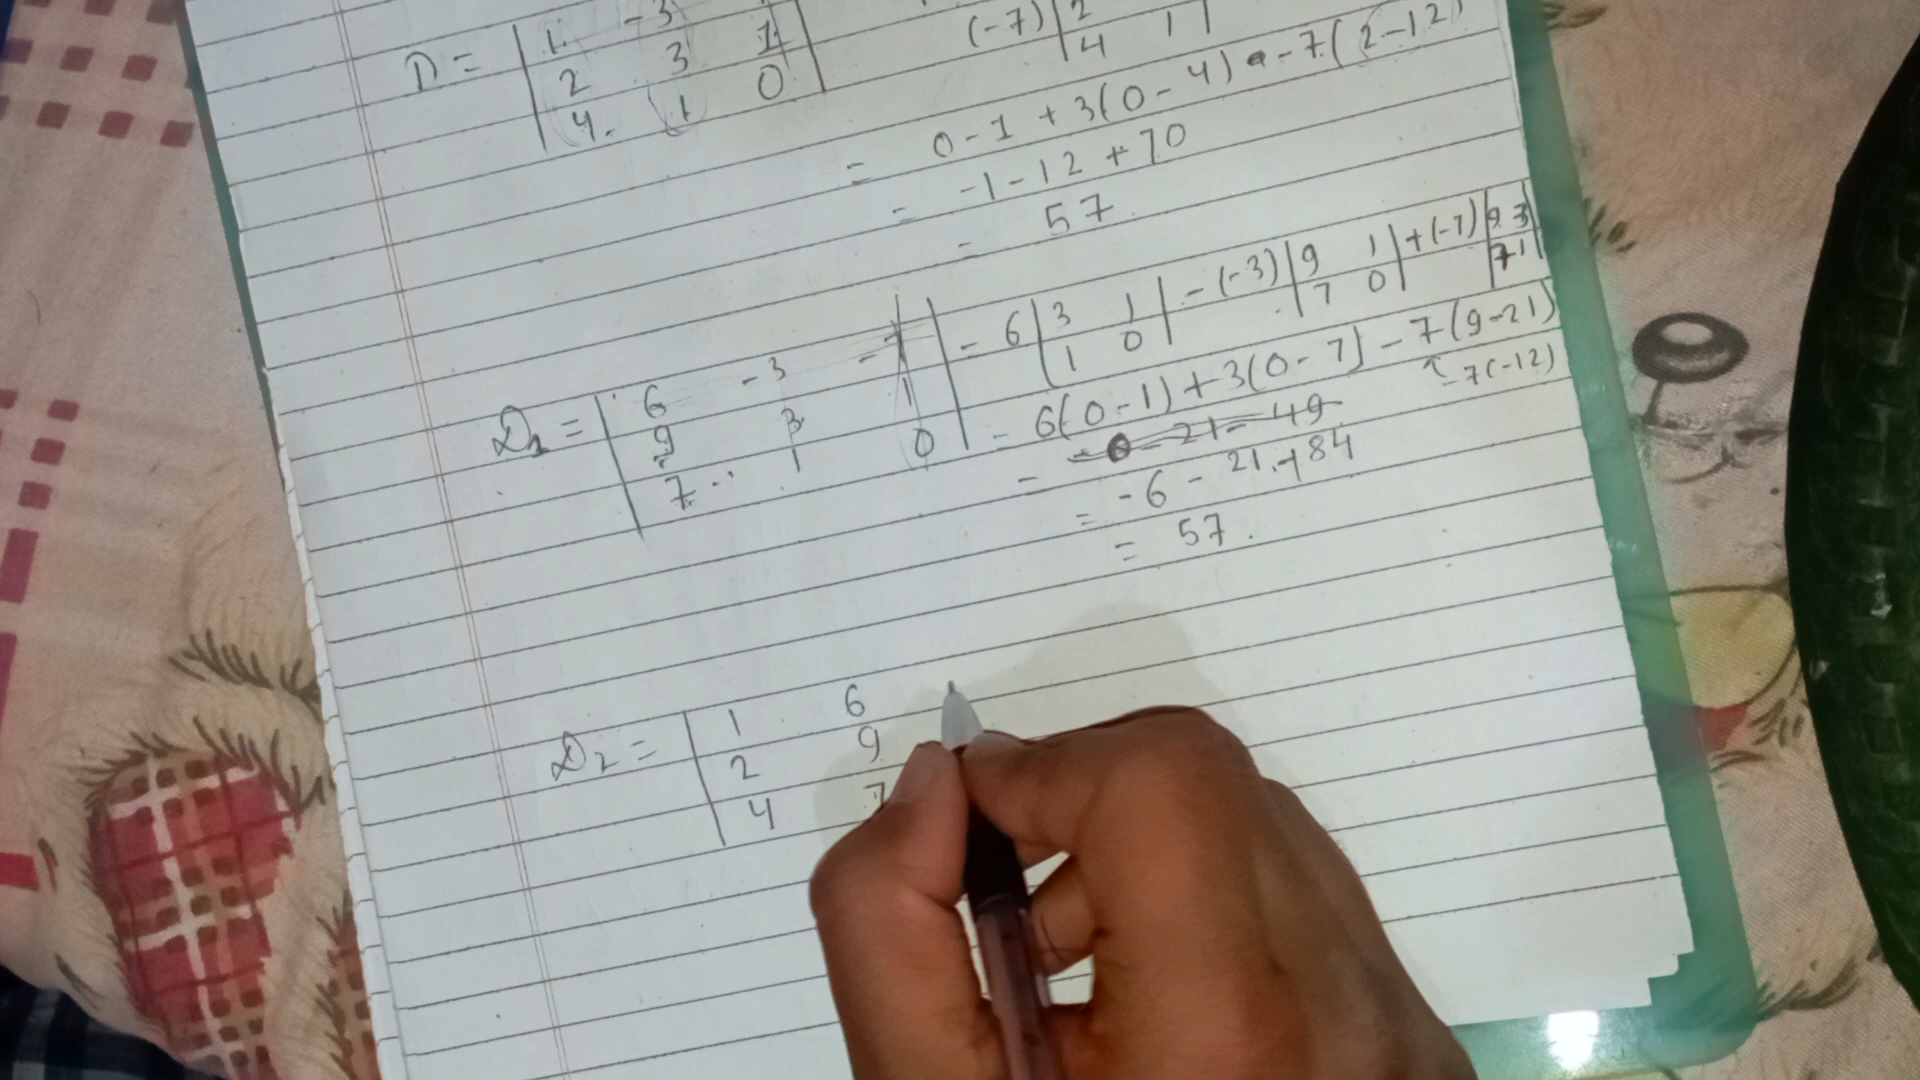 D = | 1 -3
2 3 1
4 1 0 |
(-7) | 2
4 1 |
= 0 - 1 + 3(0 - 4) - 7(2-12)
= -1 - 12 + 70
= 57
D1 = | 6 -3 -7
9 3 1
7 1 0 |
= 6 | 3 1
1 0 | - (-3) | 9 1
7 0 | + (-7) | 9 3
7 1 |
= 6(0-1) + 3(0-7) - 7(9-21)
-7(-12)
= 21 - 49
= -6 - 21 + 84
= 57.
D2 = | 1 6
2 9
4 7